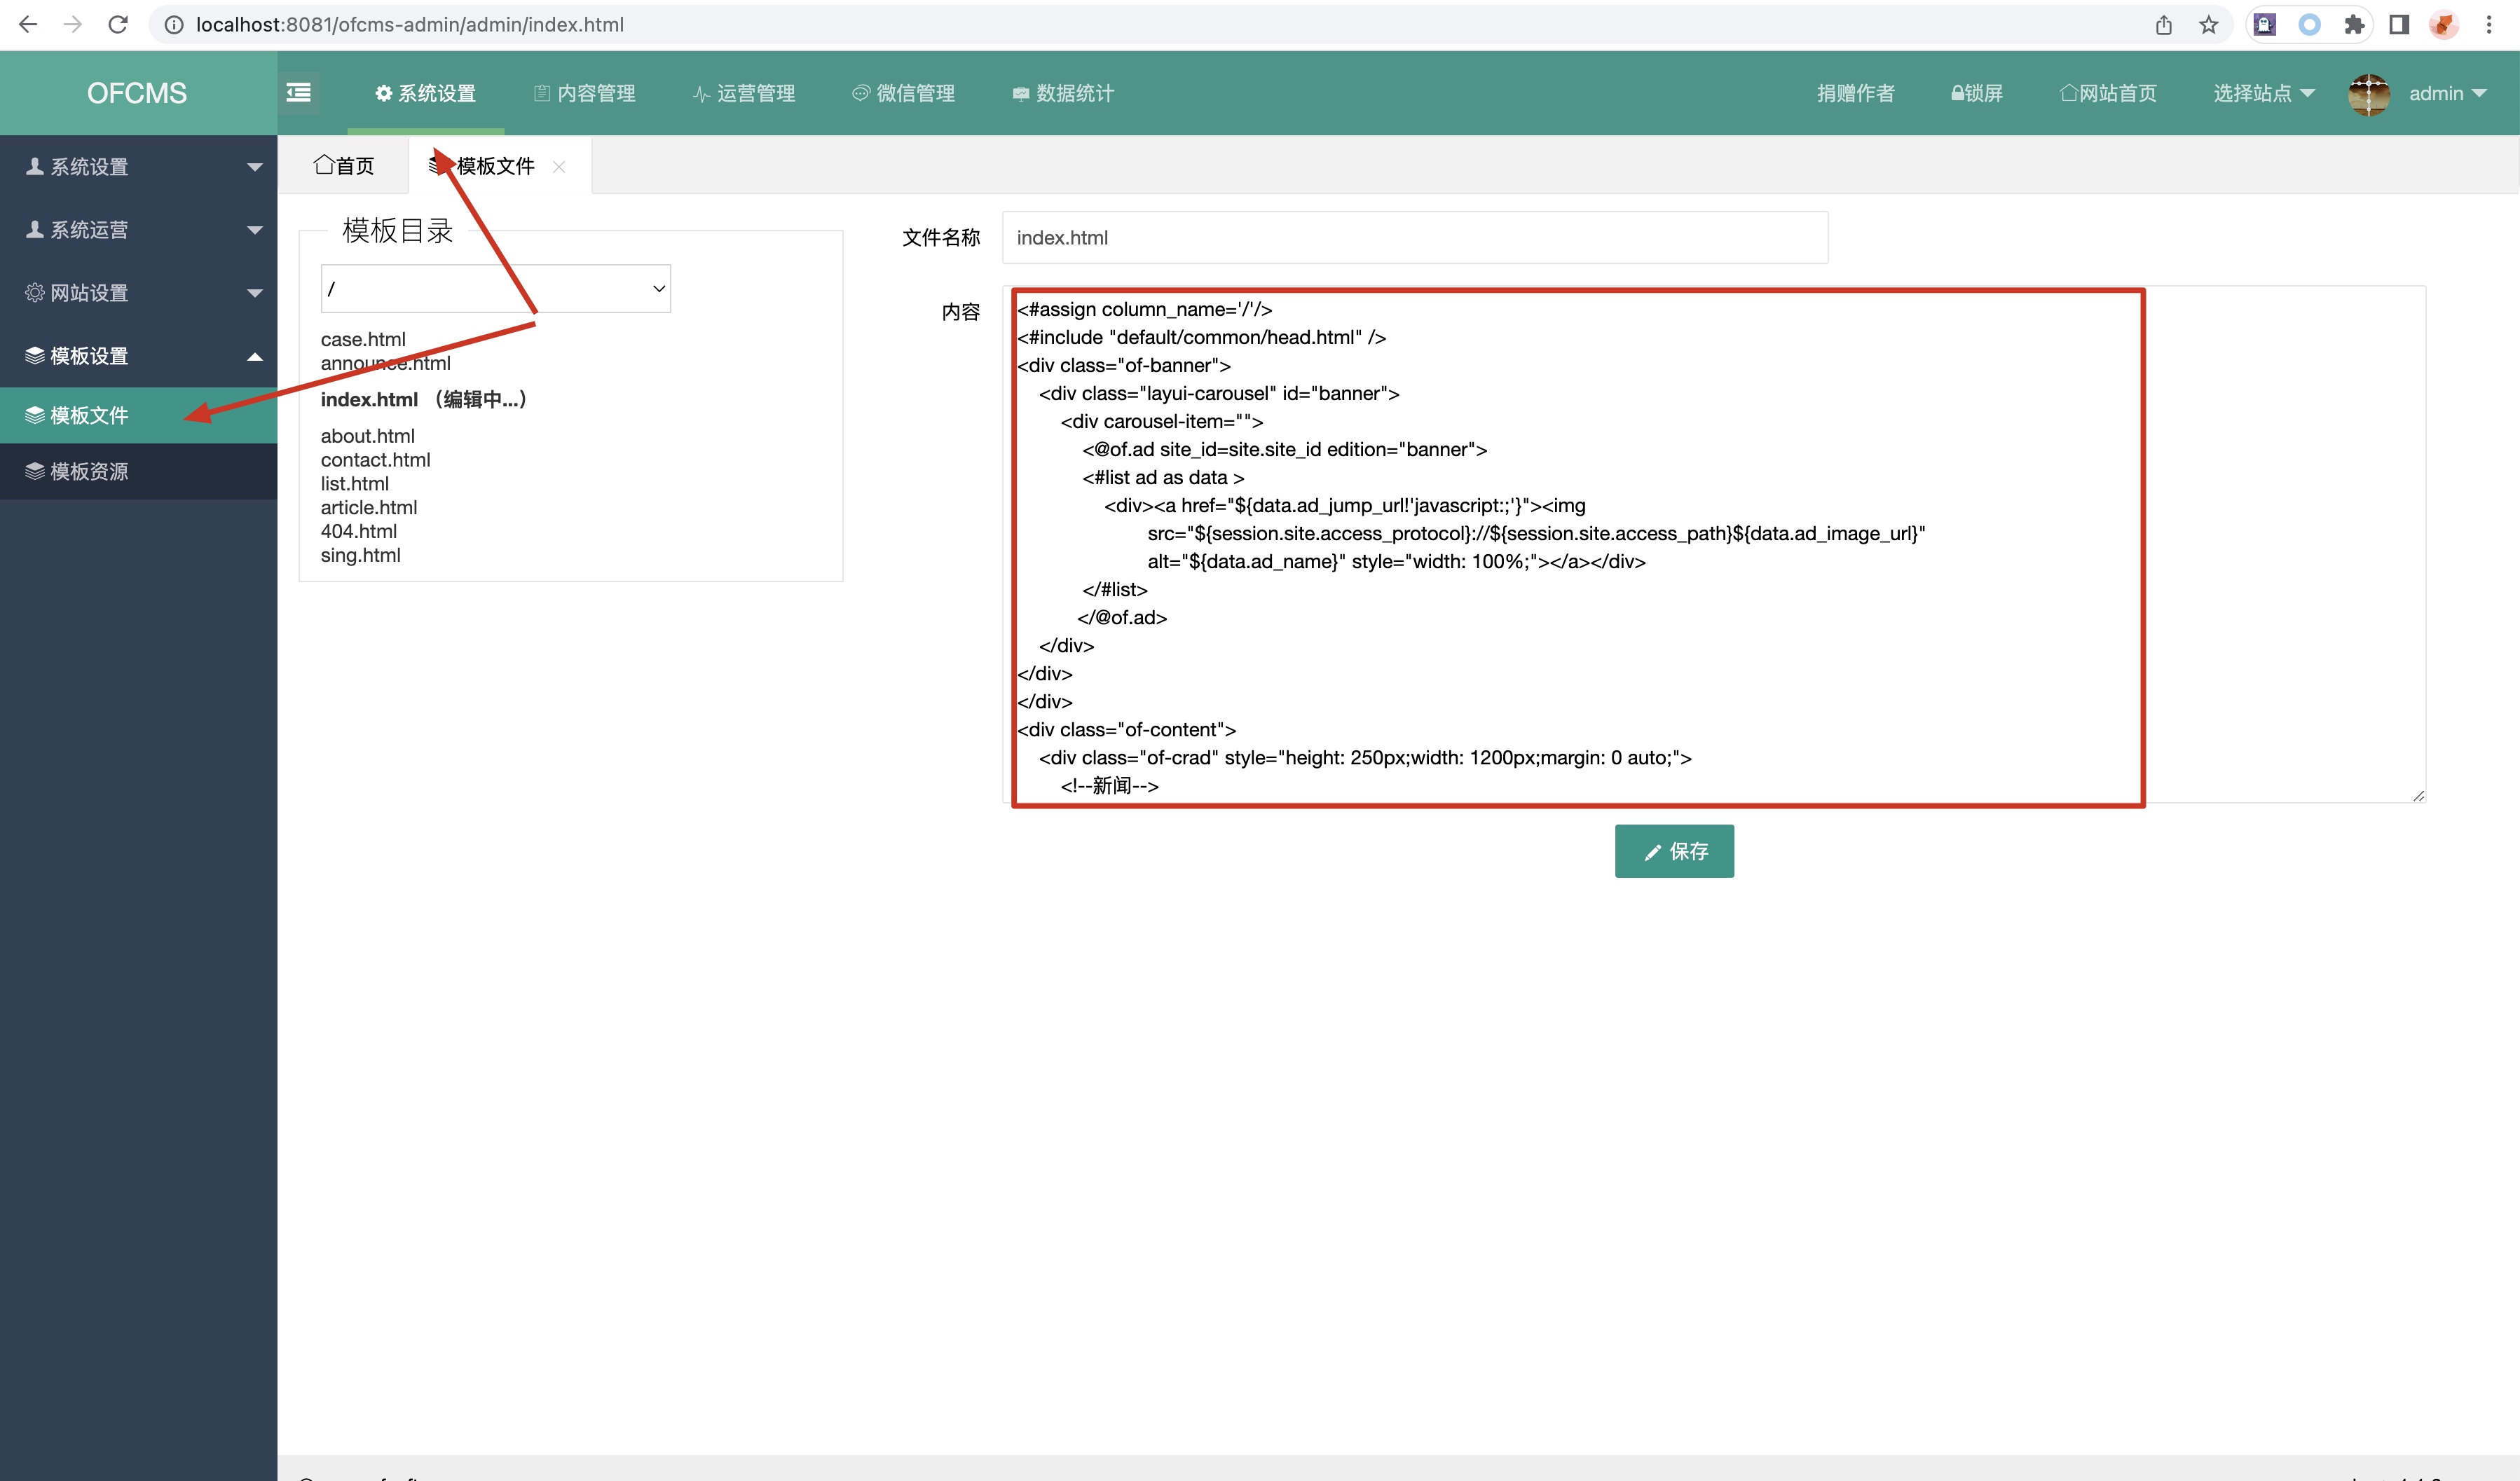 localhost:8081/ofcms-admin/admin/index.html
OFCMS
系统设置
内容管理
运营管理
微信管理
数据统计
捐赠作者
锁屏
网站首页
选择站点
admin
系统设置
系统运营
网站设置
模板设置
模板文件
模板资源
首页
模板文件
模板目录
/
case.html
announce.html
index.html （编辑中...）
about.html
contact.html
list.html
article.html
404.html
sing.html
文件名称
index.html
内容
<#assign column_name='/'/>
<#include "default/common/head.html" />
<div class="of-banner">
<div class="layui-carousel" id="banner">
<div carousel-item="">
<@of.ad site_id=site.site_id edition="banner">
<#list ad as data >
<div><a href="${data.ad_jump_url!'javascript:;'}"><img
src="${session.site.access_protocol}://${session.site.access_path}${data.ad_image_url}"
alt="${data.ad_name}" style="width: 100%;"></a></div>
</#list>
</@of.ad>
</div>
</div>
</div>
<div class="of-content">
<div class="of-crad" style="height: 250px;width: 1200px;margin: 0 auto;">
<!--新闻-->
保存